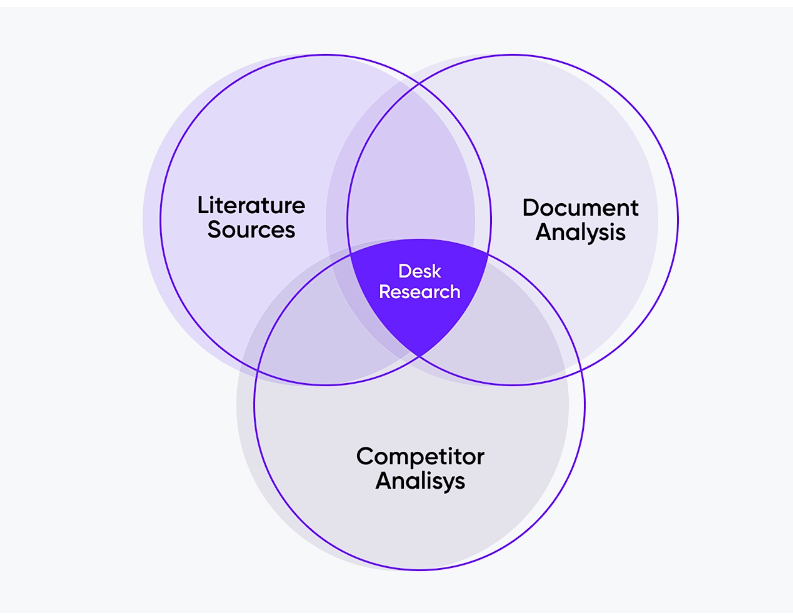 Literature
Sources
Document
Analysis
Desk
Research
Competitor
Analisys